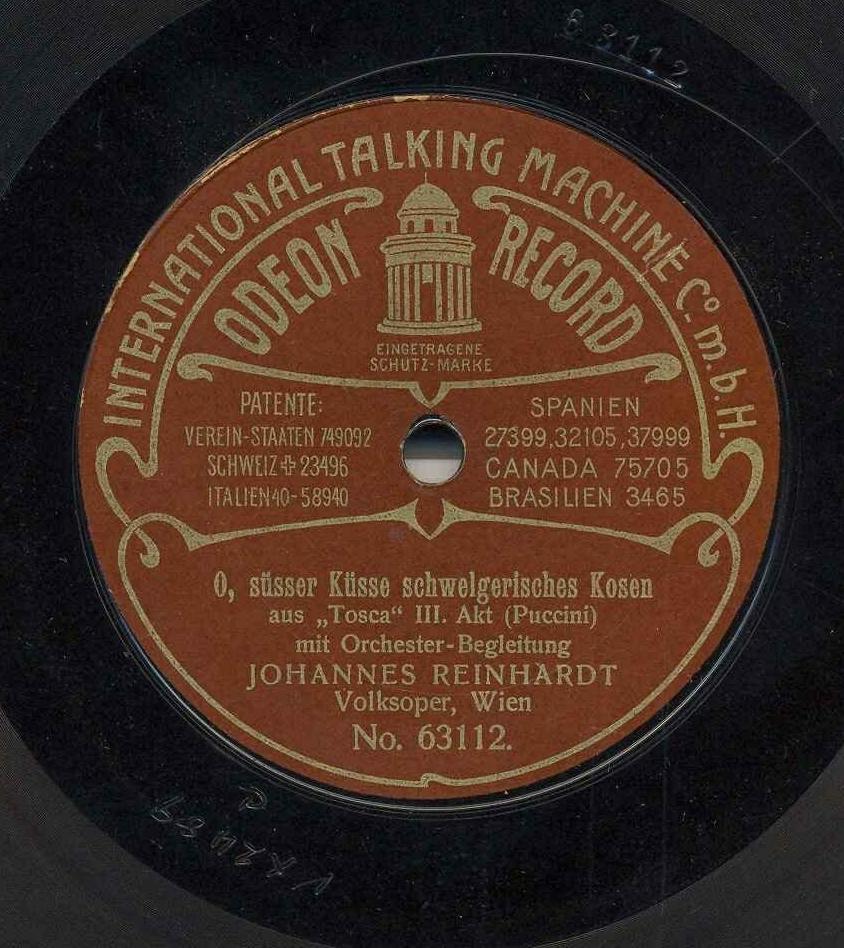 63112
INTERNATIONAL TALKING MACHINE Co. m.b.H.
ODEON RECORD
EINGETRAGENE
SCHUTZ-MARKE
PATENTE:
VEREIN-STAATEN 749092
SCHWEIZ 23496
ITALIEN 40-58940
SPANIEN
27399,32105,37999
CANADA 75705
BRASILIEN 3465
O, süsser Küsse schwelgerisches Kosen
aus „Tosca“ III. Akt (Puccini)
mit Orchester-Begleitung
JOHANNES REINHARDT
Volksoper, Wien
No. 63112.